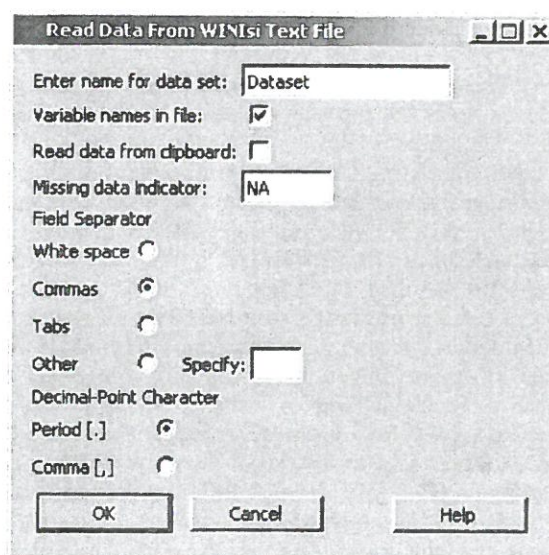 Read Data From WINIsi Text File
Enter name for data set: Dataset
Variable names in file:
Read data from clipboard:
Missing data indicator: NA
Field Separator
White space
Commas
Tabs
Other Specify:
Decimal-Point Character
Period [.]
Comma [,]
OK Cancel Help